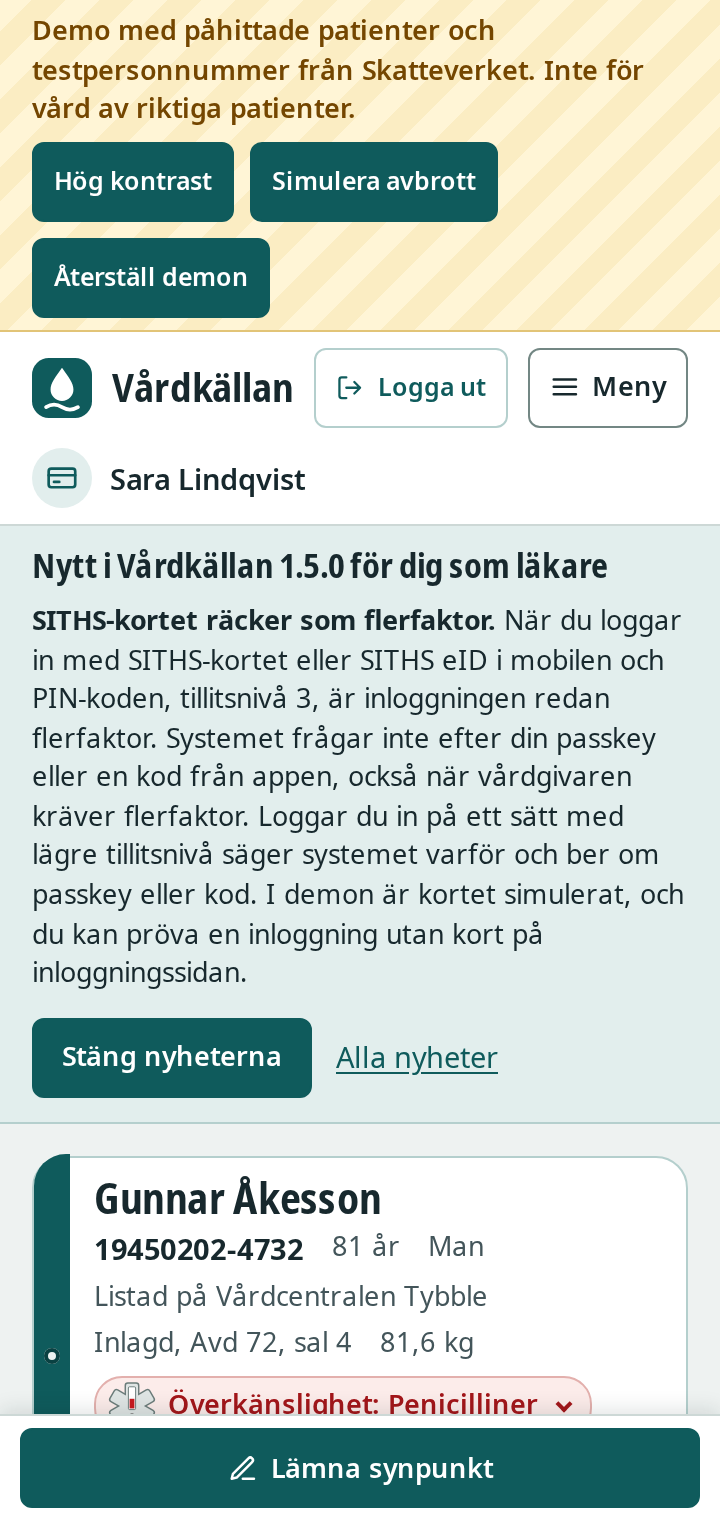 Demo med påhittade patienter och
testpersonnummer från Skatteverket. Inte för
vård av riktiga patienter.
Hög kontrast
Simulera avbrott
Återställ demon
Vårdkällan
Logga ut
Meny
Sara Lindqvist
Nytt i Vårdkällan 1.5.0 för dig som läkare
SITHS-kortet räcker som flerfaktor. När du loggar
in med SITHS-kortet eller SITHS eID i mobilen och
PIN-koden, tillitsnivå 3, är inloggningen redan
flerfaktor. Systemet frågar inte efter din passkey
eller en kod från appen, också när vårdgivaren
kräver flerfaktor. Loggar du in på ett sätt med
lägre tillitsnivå säger systemet varför och ber om
passkey eller kod. I demon är kortet simulerat, och
du kan pröva en inloggning utan kort på
inloggningssidan.
Stäng nyheterna
Alla nyheter
Gunnar Åkesson
19450202-4732 81 år Man
Listad på Vårdcentralen Tybble
Inlagd, Avd 72, sal 4 81,6 kg
Överkänslighet: Penicilliner
Lämna synpunkt